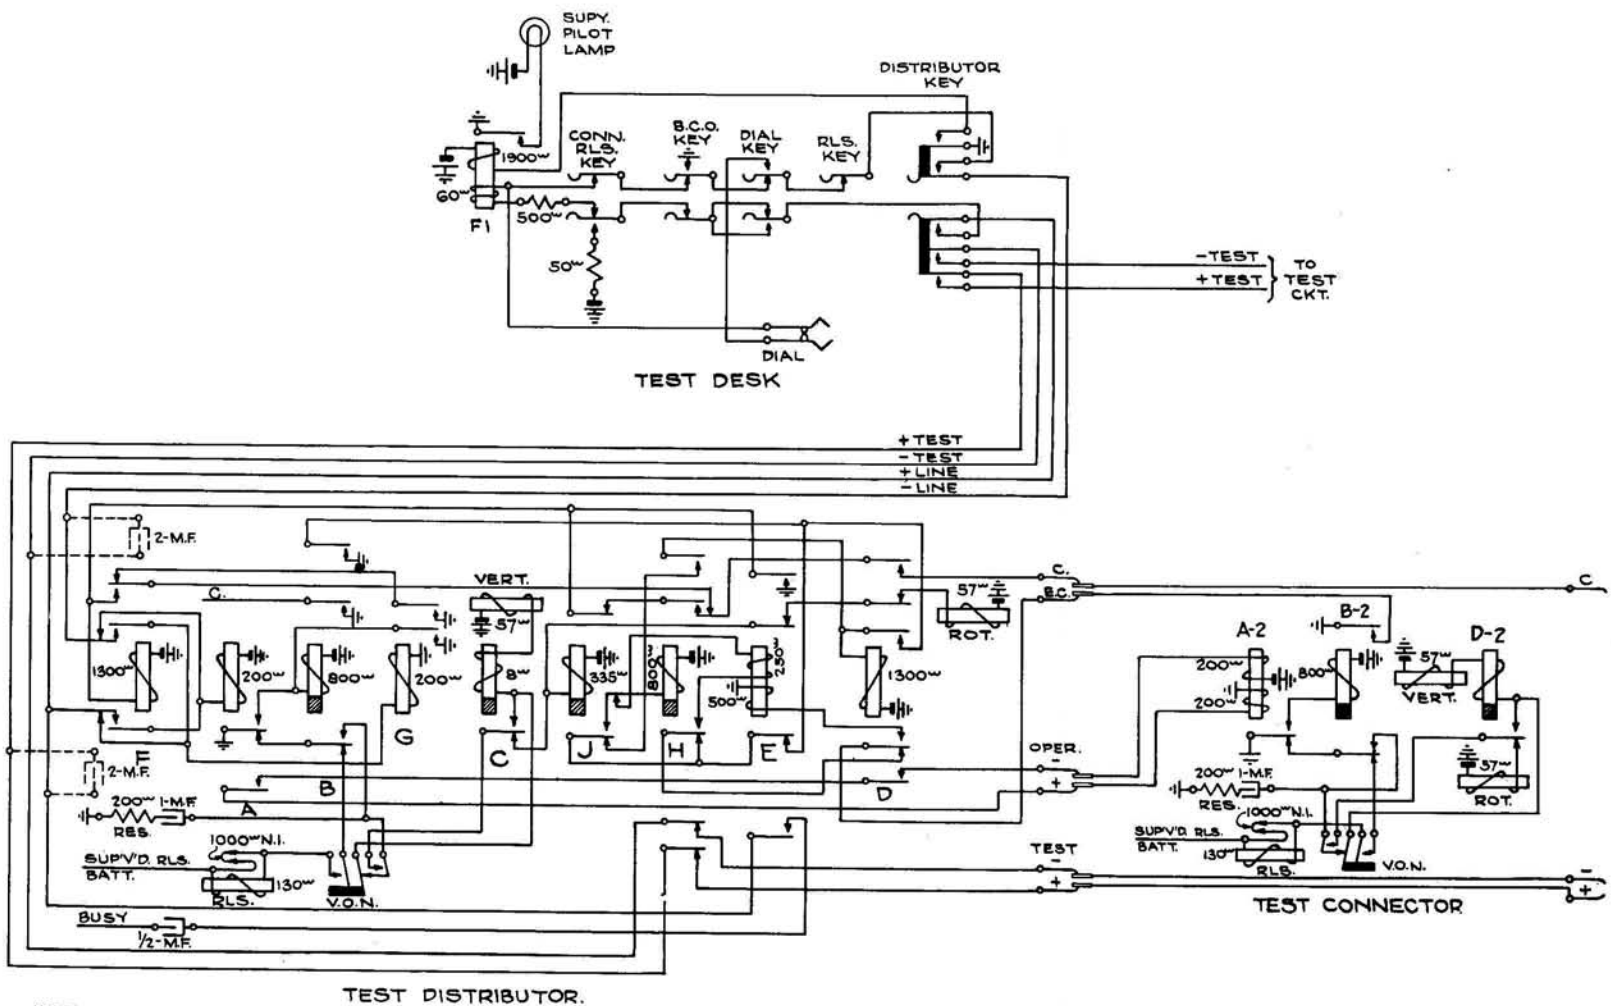 SUPY.
PILOT
LAMP
DISTRIBUTOR
KEY
CONN.
RLS.
KEY
B.C.O.
KEY
DIAL
KEY
RLS.
KEY
1900ω
60ω
500ω
F1
50ω
-TEST
+TEST
TO
TEST
CKT.
DIAL
TEST DESK
+TEST
-TEST
+LINE
-LINE
2-M.F.
C.
VERT.
57ω
57ω
ROT.
C.
B.C.
C
1300ω
200ω
800ω
200ω
8ω
335ω
800ω
250ω
500ω
1300ω
A-2
B-2
D-2
200ω
200ω
800ω
57ω
VERT.
F
G
C
J
H
E
B
A
D
2-M.F.
200ω 1-M.F.
RES.
1000ω N.I.
SUP'V'D. RLS.
BATT.
130ω
RLS.
V.O.N.
OPER.
-
+
TEST
-
+
200ω 1-M.F.
RES.
1000ω N.I.
SUP'V'D. RLS.
BATT.
130ω
RLS.
V.O.N.
57ω
ROT.
-
+
BUSY
1/2-M.F.
TEST CONNECTOR
TEST DISTRIBUTOR.